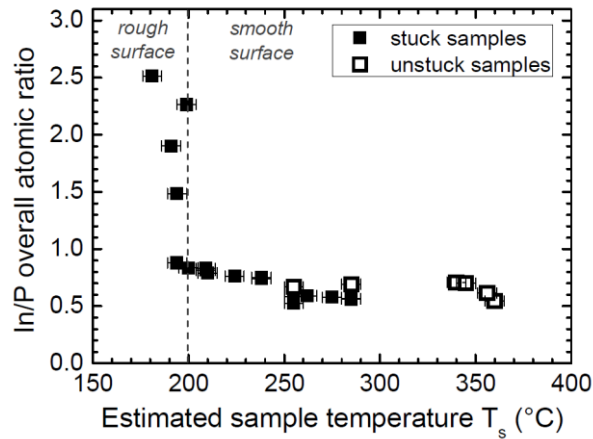 rough
surface
smooth
surface
stuck samples
unstuck samples
In/P overall atomic ratio
3.0
2.5
2.0
1.5
1.0
0.5
0.0
150 200 250 300 350 400
Estimated sample temperature Tₛ (°C)